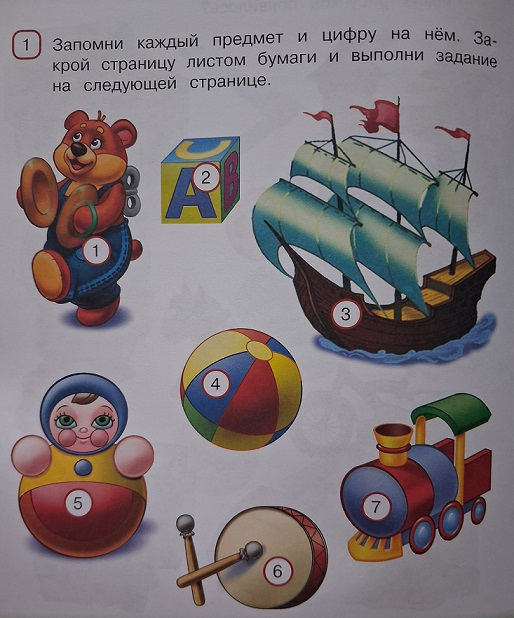 1 Запомни каждый предмет и цифру на нём. За-
крой страницу листом бумаги и выполни задание
на следующей странице.
C
A B
2
1
3
4
5
7
6